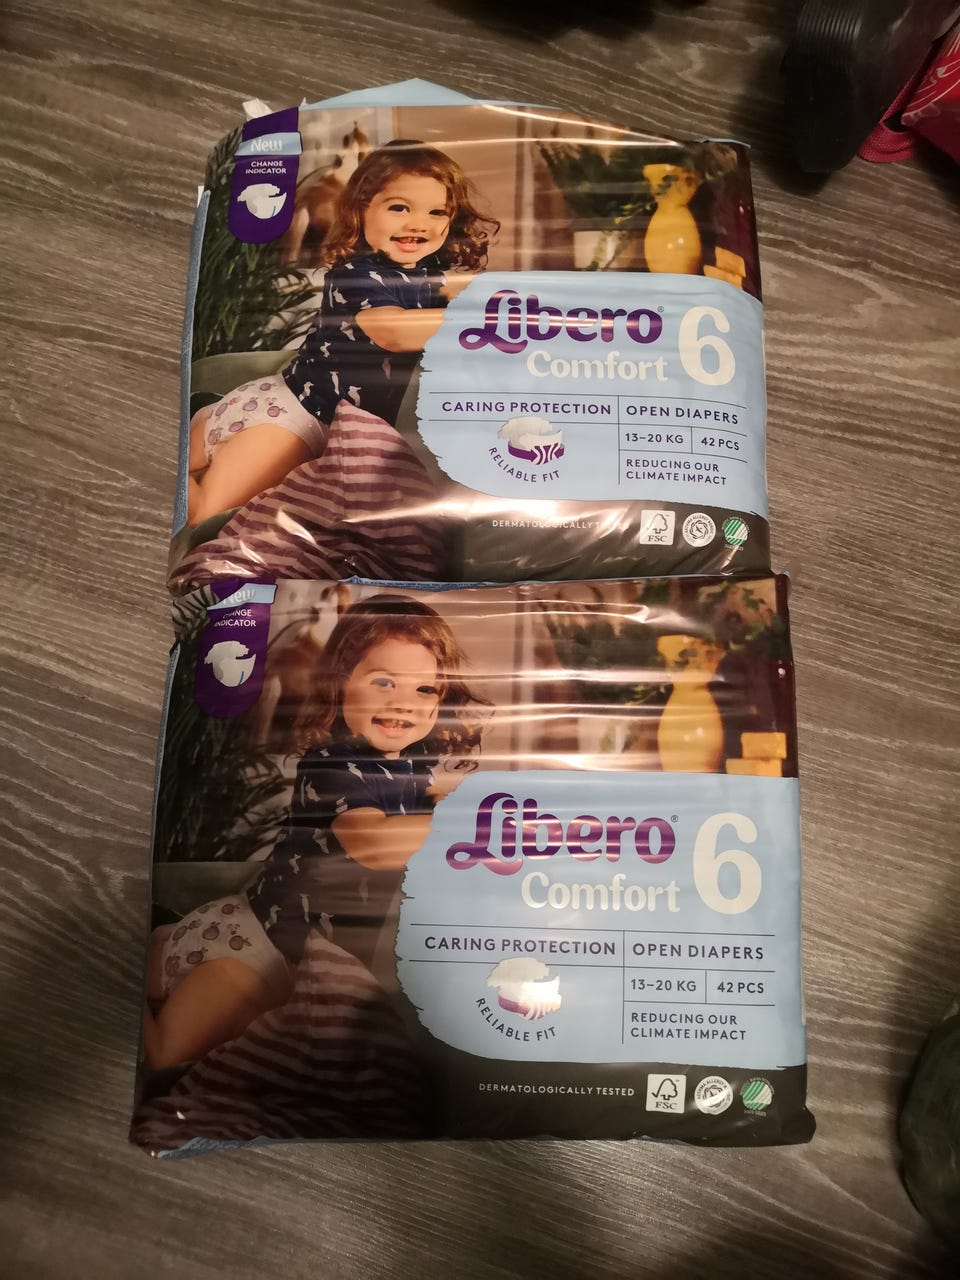 New
CHANGE
INDICATOR
Libero®
Comfort
6
CARING PROTECTION
OPEN DIAPERS
13–20 KG
42 PCS
RELIABLE FIT
REDUCING OUR
CLIMATE IMPACT
DERMATOLOGICALLY TESTED
FSC
New
CHANGE
INDICATOR
Libero®
Comfort
6
CARING PROTECTION
OPEN DIAPERS
13–20 KG
42 PCS
RELIABLE FIT
REDUCING OUR
CLIMATE IMPACT
DERMATOLOGICALLY TESTED
FSC